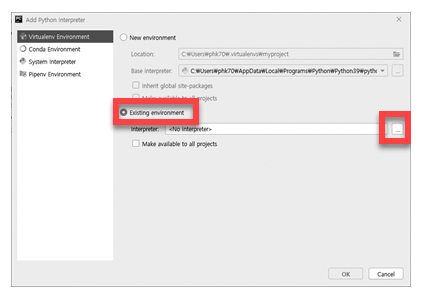 Add Python Interpreter
Virtualenv Environment
Conda Environment
System Interpreter
Pipenv Environment
New environment
Location: C:₩Users₩phk70₩.virtualenvs₩myproject
Base interpreter: C:₩Users₩phk70₩AppData₩Local₩Programs₩Python₩Python39₩pythc ...
Inherit global site-packages
Make available to all projects
Existing environment
Interpreter: <No interpreter> ...
Make available to all projects
OK Cancel